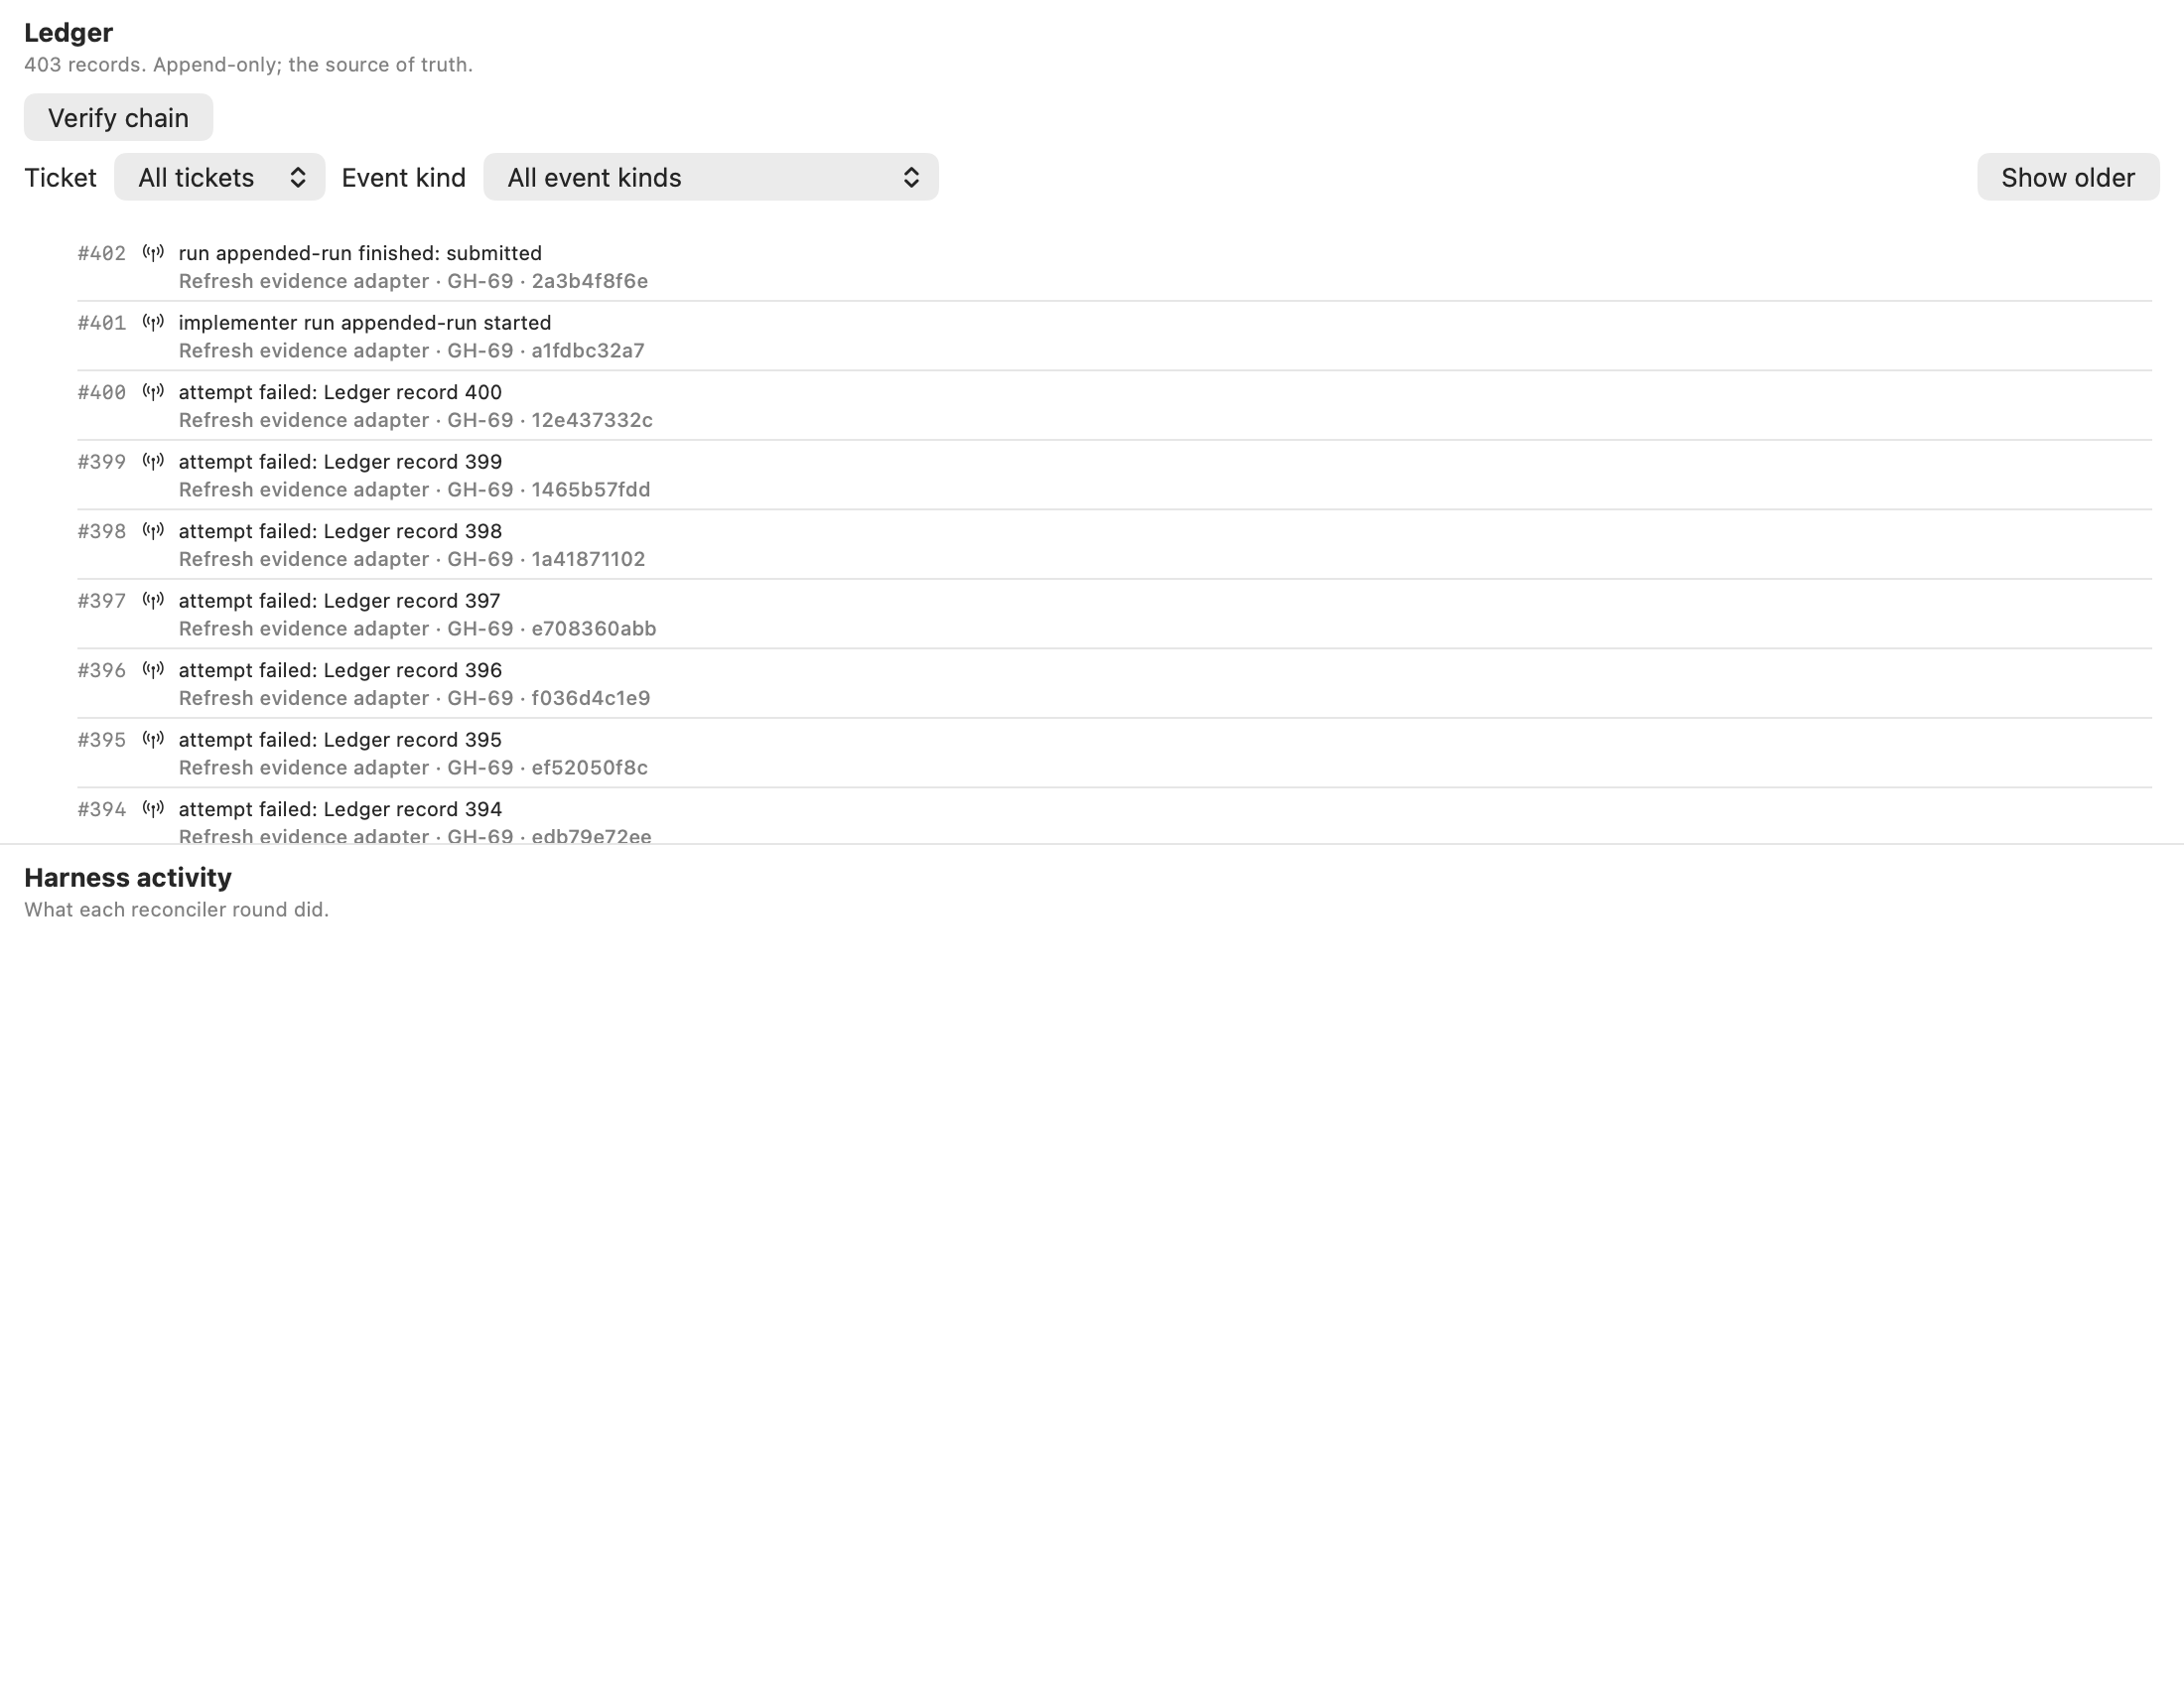 Ledger
403 records. Append-only; the source of truth.
Verify chain
Ticket All tickets Event kind All event kinds Show older
#402 run appended-run finished: submitted
Refresh evidence adapter · GH-69 · 2a3b4f8f6e
#401 implementer run appended-run started
Refresh evidence adapter · GH-69 · a1fdbc32a7
#400 attempt failed: Ledger record 400
Refresh evidence adapter · GH-69 · 12e437332c
#399 attempt failed: Ledger record 399
Refresh evidence adapter · GH-69 · 1465b57fdd
#398 attempt failed: Ledger record 398
Refresh evidence adapter · GH-69 · 1a41871102
#397 attempt failed: Ledger record 397
Refresh evidence adapter · GH-69 · e708360abb
#396 attempt failed: Ledger record 396
Refresh evidence adapter · GH-69 · f036d4c1e9
#395 attempt failed: Ledger record 395
Refresh evidence adapter · GH-69 · ef52050f8c
#394 attempt failed: Ledger record 394
Refresh evidence adapter · GH-69 · edb79e72ee
Harness activity
What each reconciler round did.